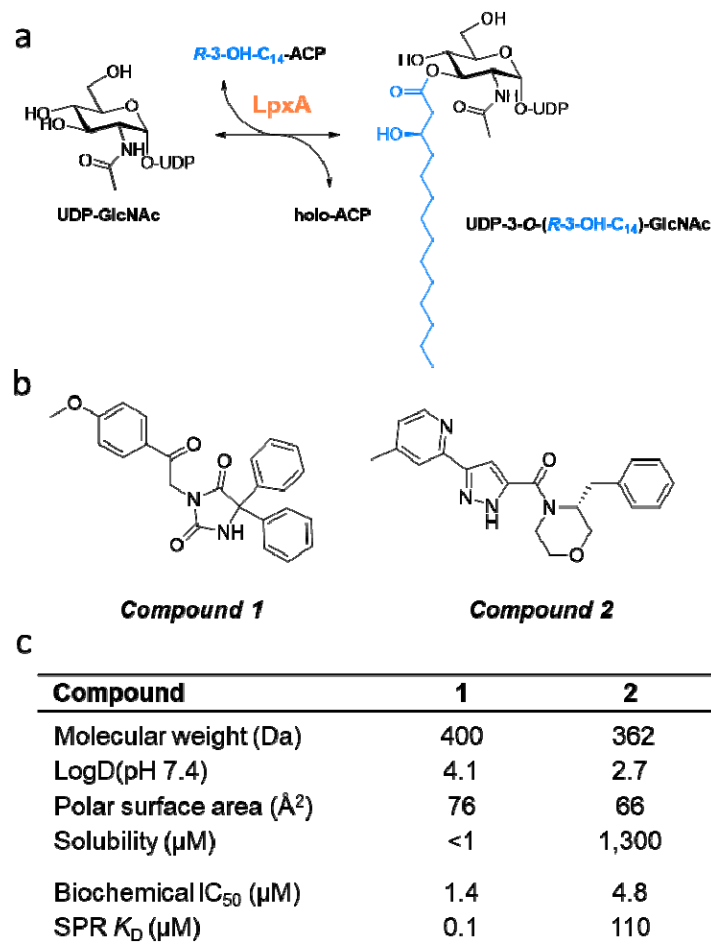 a
R-3-OH-C14-ACP
LpxA
UDP-GlcNAc
holo-ACP
UDP-3-O-(R-3-OH-C14)-GlcNAc
OH
HO
HO
O
NH
O
O-UDP
OH
HO
O
O
O
NH
O
O-UDP
HO
b
O
O
O
N
O
NH
Compound 1
N
N
NH
O
N
O
Compound 2
c
Compound 1 2
Molecular weight (Da) 400 362
LogD(pH 7.4) 4.1 2.7
Polar surface area (Å²) 76 66
Solubility (µM) <1 1,300
Biochemical IC50 (µM) 1.4 4.8
SPR KD (µM) 0.1 110